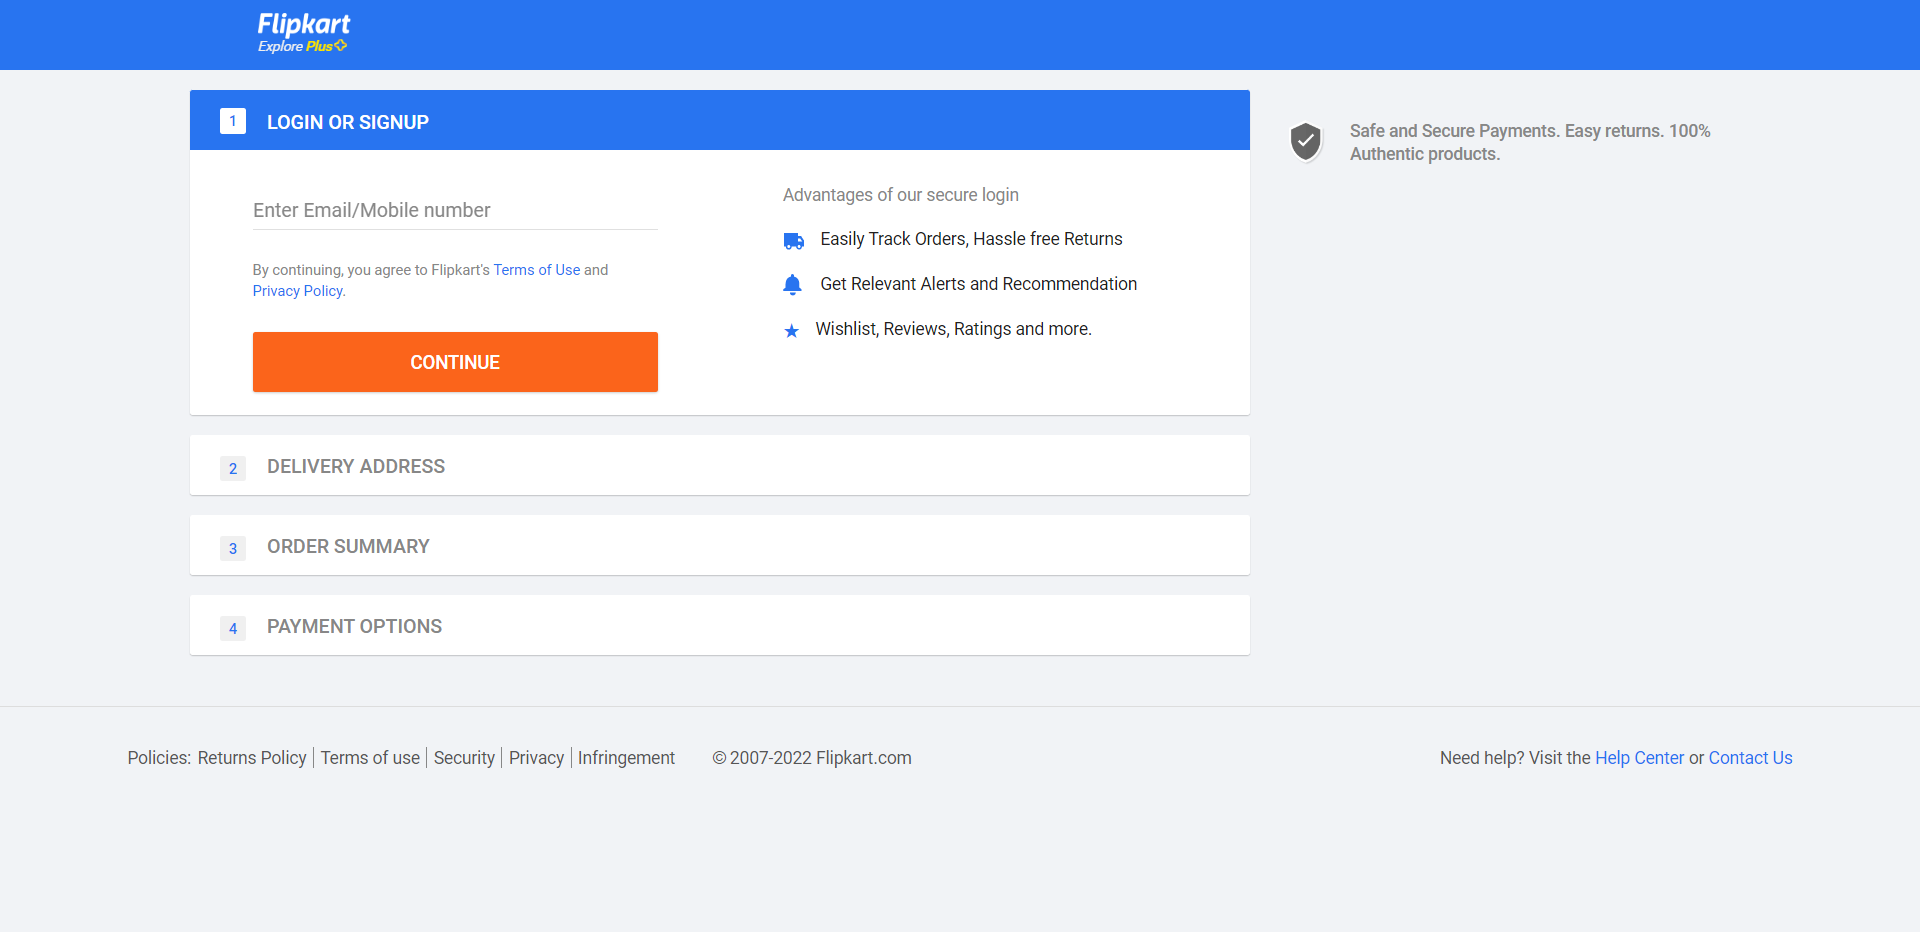 Flipkart
Explore Plus
1 LOGIN OR SIGNUP
Enter Email/Mobile number
By continuing, you agree to Flipkart's Terms of Use and
Privacy Policy.
CONTINUE
Advantages of our secure login
Easily Track Orders, Hassle free Returns
Get Relevant Alerts and Recommendation
Wishlist, Reviews, Ratings and more.
Safe and Secure Payments. Easy returns. 100%
Authentic products.
2 DELIVERY ADDRESS
3 ORDER SUMMARY
4 PAYMENT OPTIONS
Policies: Returns Policy Terms of use Security Privacy Infringement © 2007-2022 Flipkart.com Need help? Visit the Help Center or Contact Us